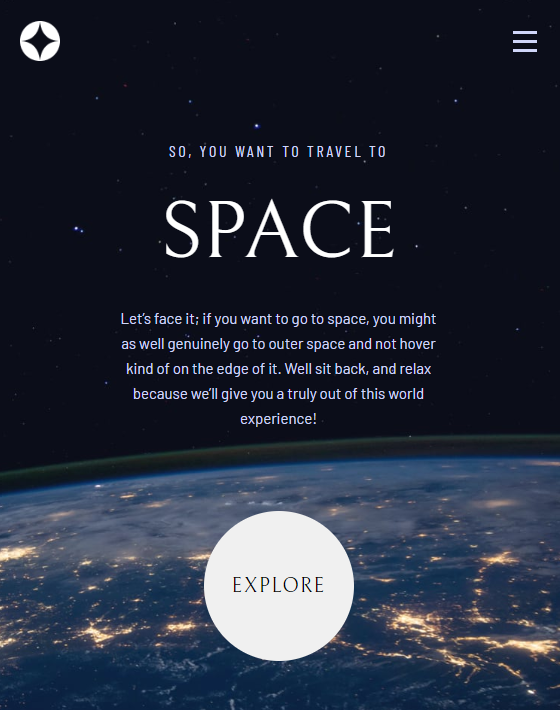 SO, YOU WANT TO TRAVEL TO
SPACE
Let’s face it; if you want to go to space, you might
as well genuinely go to outer space and not hover
kind of on the edge of it. Well sit back, and relax
because we’ll give you a truly out of this world
experience!
EXPLORE